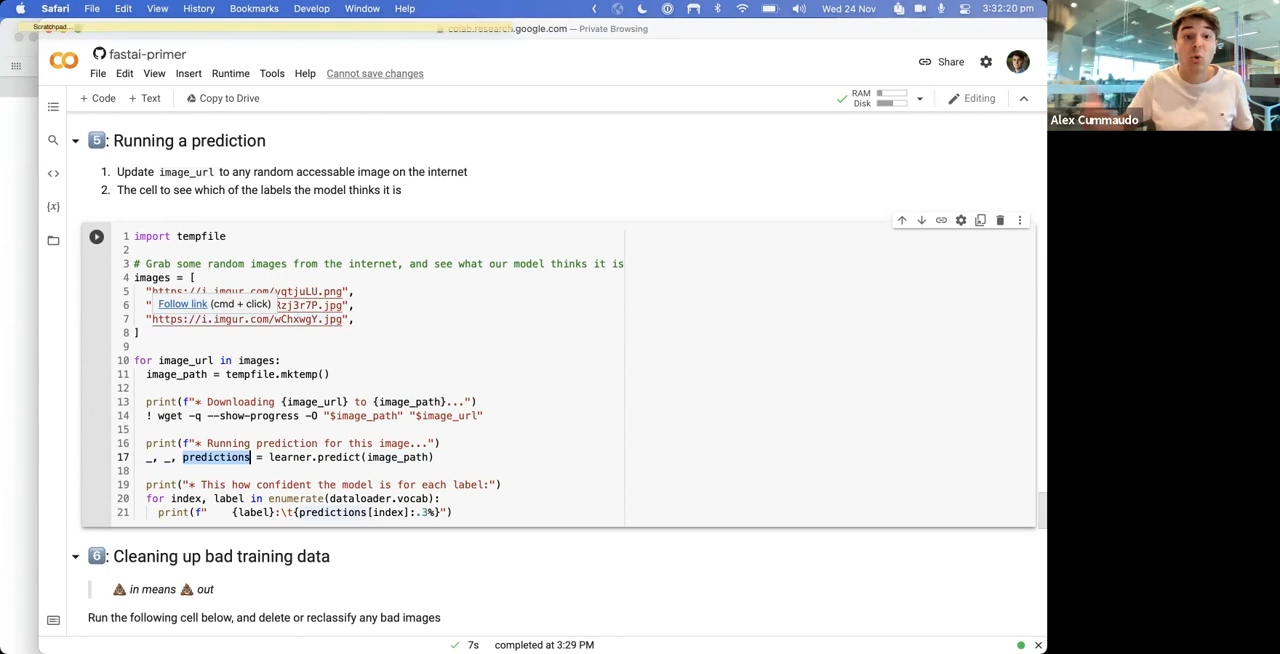 Safari File Edit View History Bookmarks Develop Window Help Wed 24 Nov 3:32:20 pm
Scratchpad...
colab.research.google.com — Private Browsing
fastai-primer
File Edit View Insert Runtime Tools Help Cannot save changes
Share
+ Code + Text Copy to Drive
RAM
Disk
Editing
Alex Cummaudo
5: Running a prediction
1. Update image_url to any random accessable image on the internet
2. The cell to see which of the labels the model thinks it is
1 import tempfile
2
3 # Grab some random images from the internet, and see what our model thinks it is
4 images = [
5 "https://i.imgur.com/yqtjuLU.png",
6 " zj3r7P.jpg",
Follow link (cmd + click)
7 "https://i.imgur.com/wChxwgY.jpg",
8 ]
9
10 for image_url in images:
11 image_path = tempfile.mktemp()
12
13 print(f"* Downloading {image_url} to {image_path}...")
14 ! wget -q --show-progress -O "$image_path" "$image_url"
15
16 print(f"* Running prediction for this image...")
17 _, _, predictions = learner.predict(image_path)
18
19 print("* This how confident the model is for each label:")
20 for index, label in enumerate(dataloader.vocab):
21 print(f" {label}:\t{predictions[index]:.3%}")
6: Cleaning up bad training data
💩 in means 💩 out
Run the following cell below, and delete or reclassify any bad images
7s completed at 3:29 PM